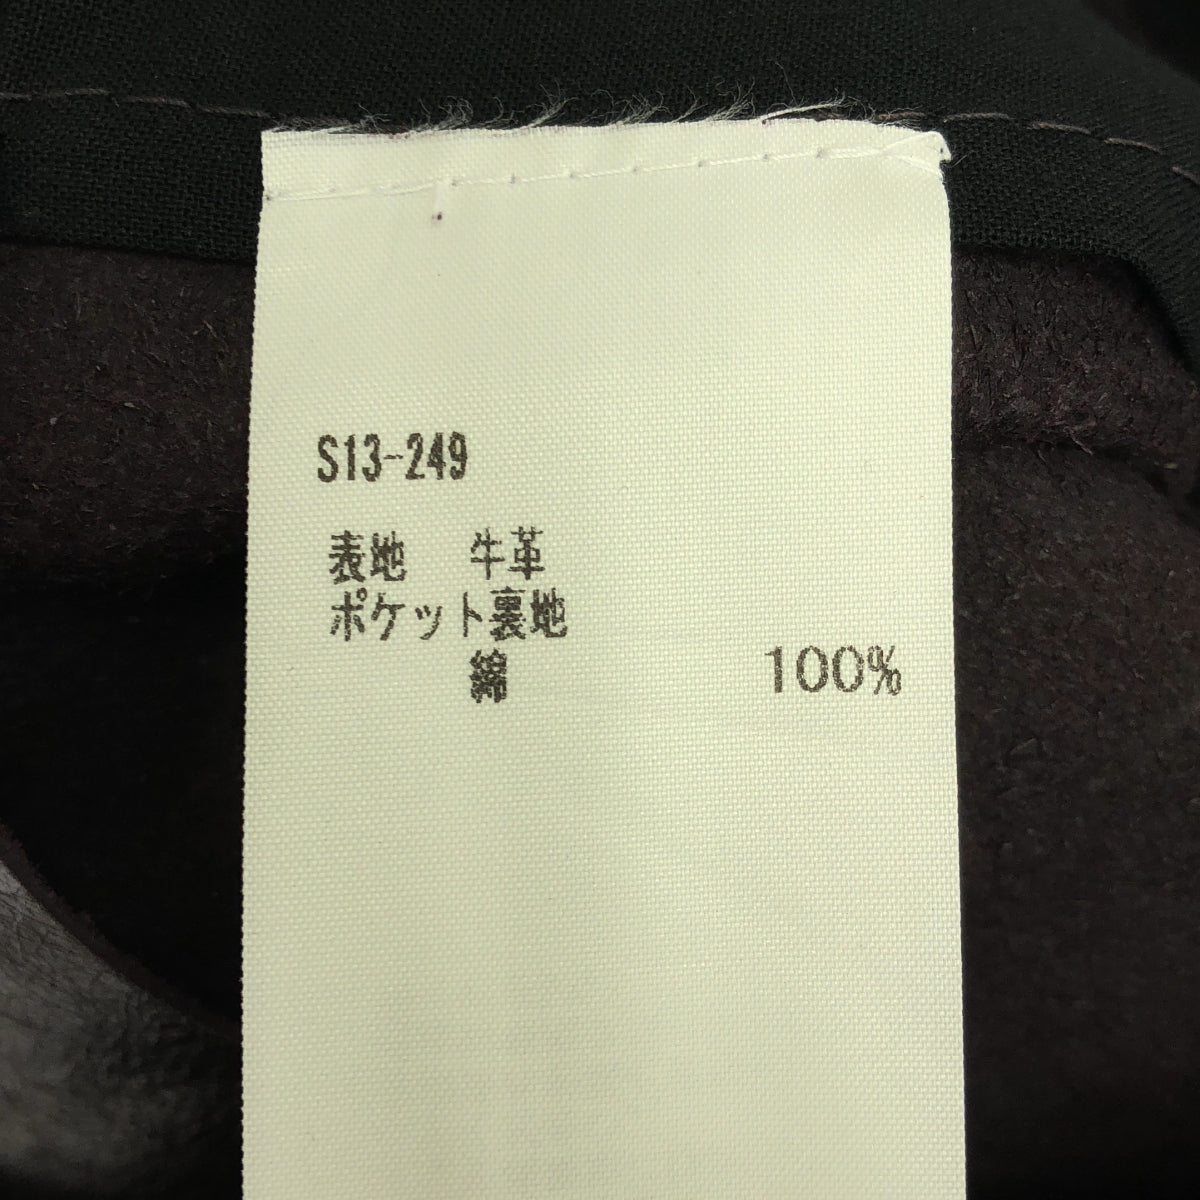 S13-249
表地 牛革
ポケット裏地
綿 100%